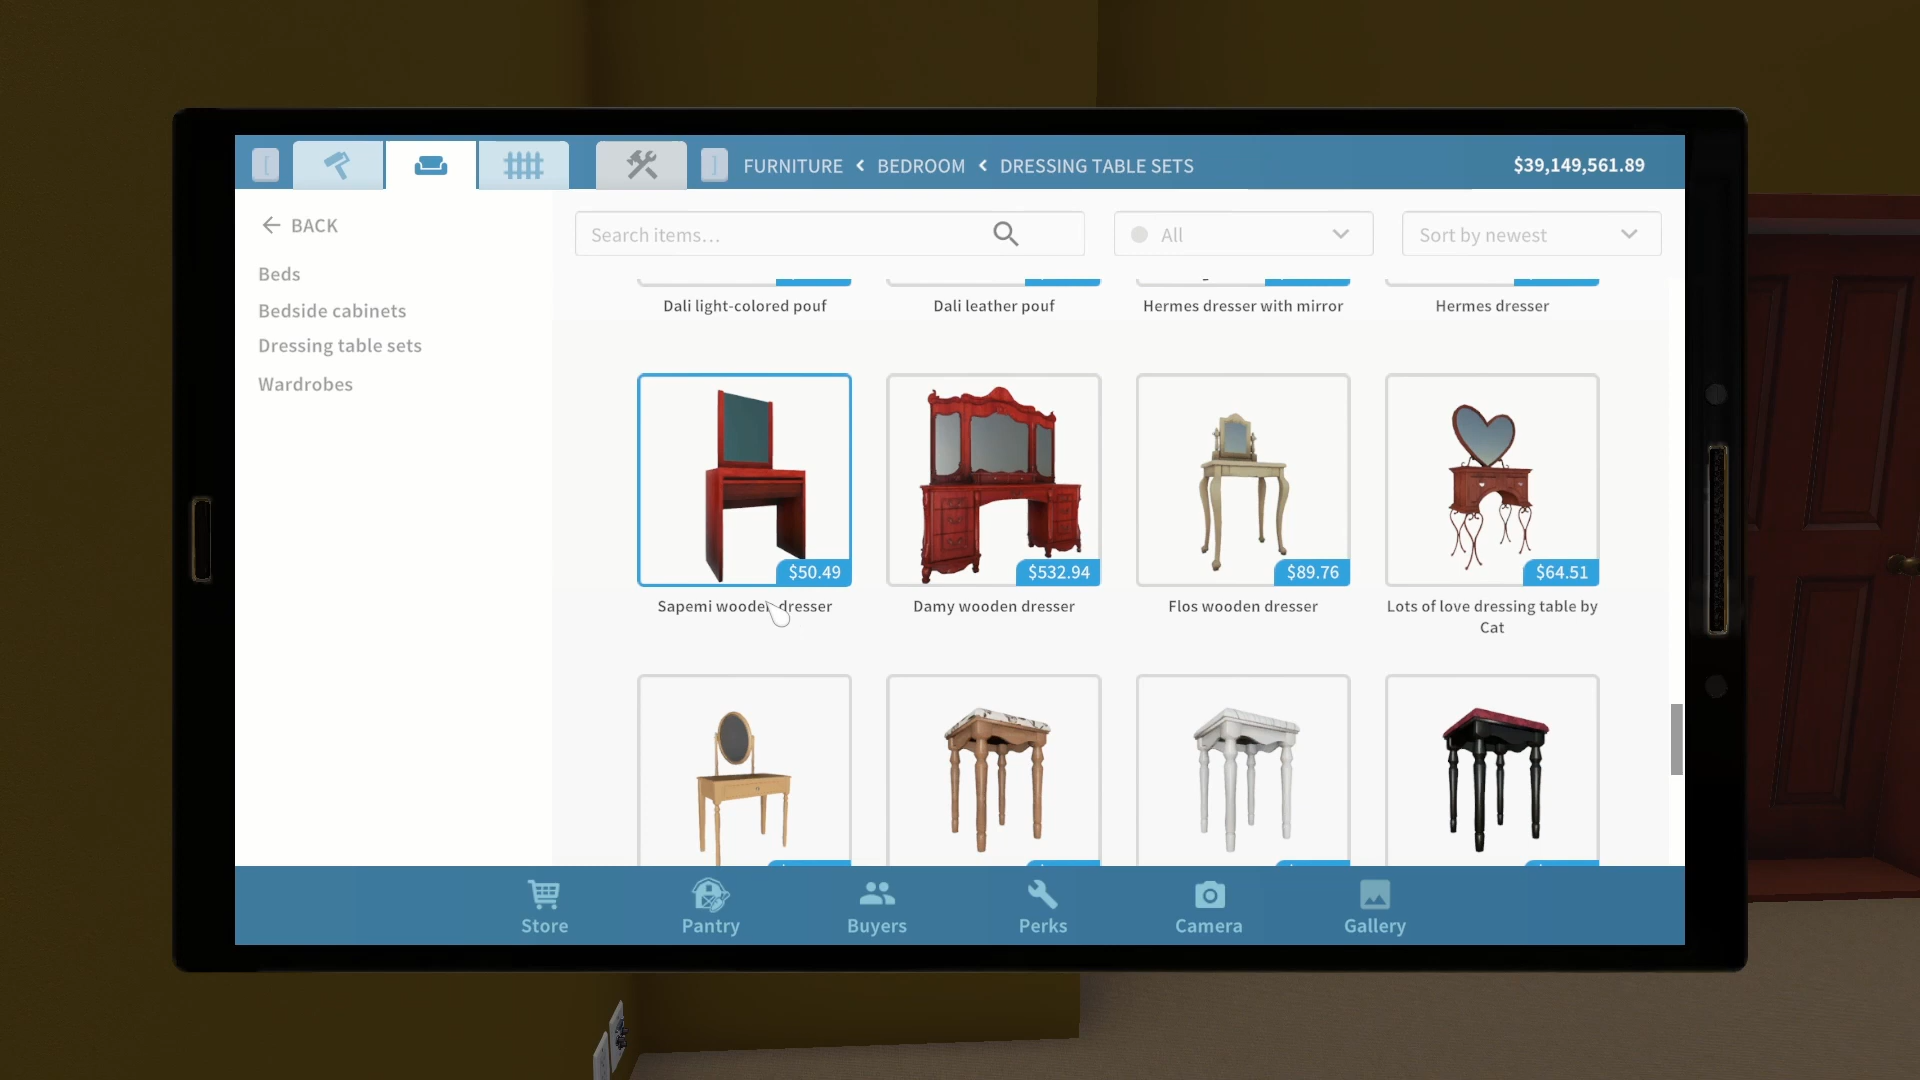 [
]
FURNITURE < BEDROOM < DRESSING TABLE SETS
$39,149,561.89
BACK
Beds
Bedside cabinets
Dressing table sets
Wardrobes
Search items...
All
Sort by newest
Dali light-colored pouf
Dali leather pouf
Hermes dresser with mirror
Hermes dresser
$50.49
$532.94
$89.76
$64.51
Sapemi wooden dresser
Damy wooden dresser
Flos wooden dresser
Lots of love dressing table by
Cat
Store
Pantry
Buyers
Perks
Camera
Gallery